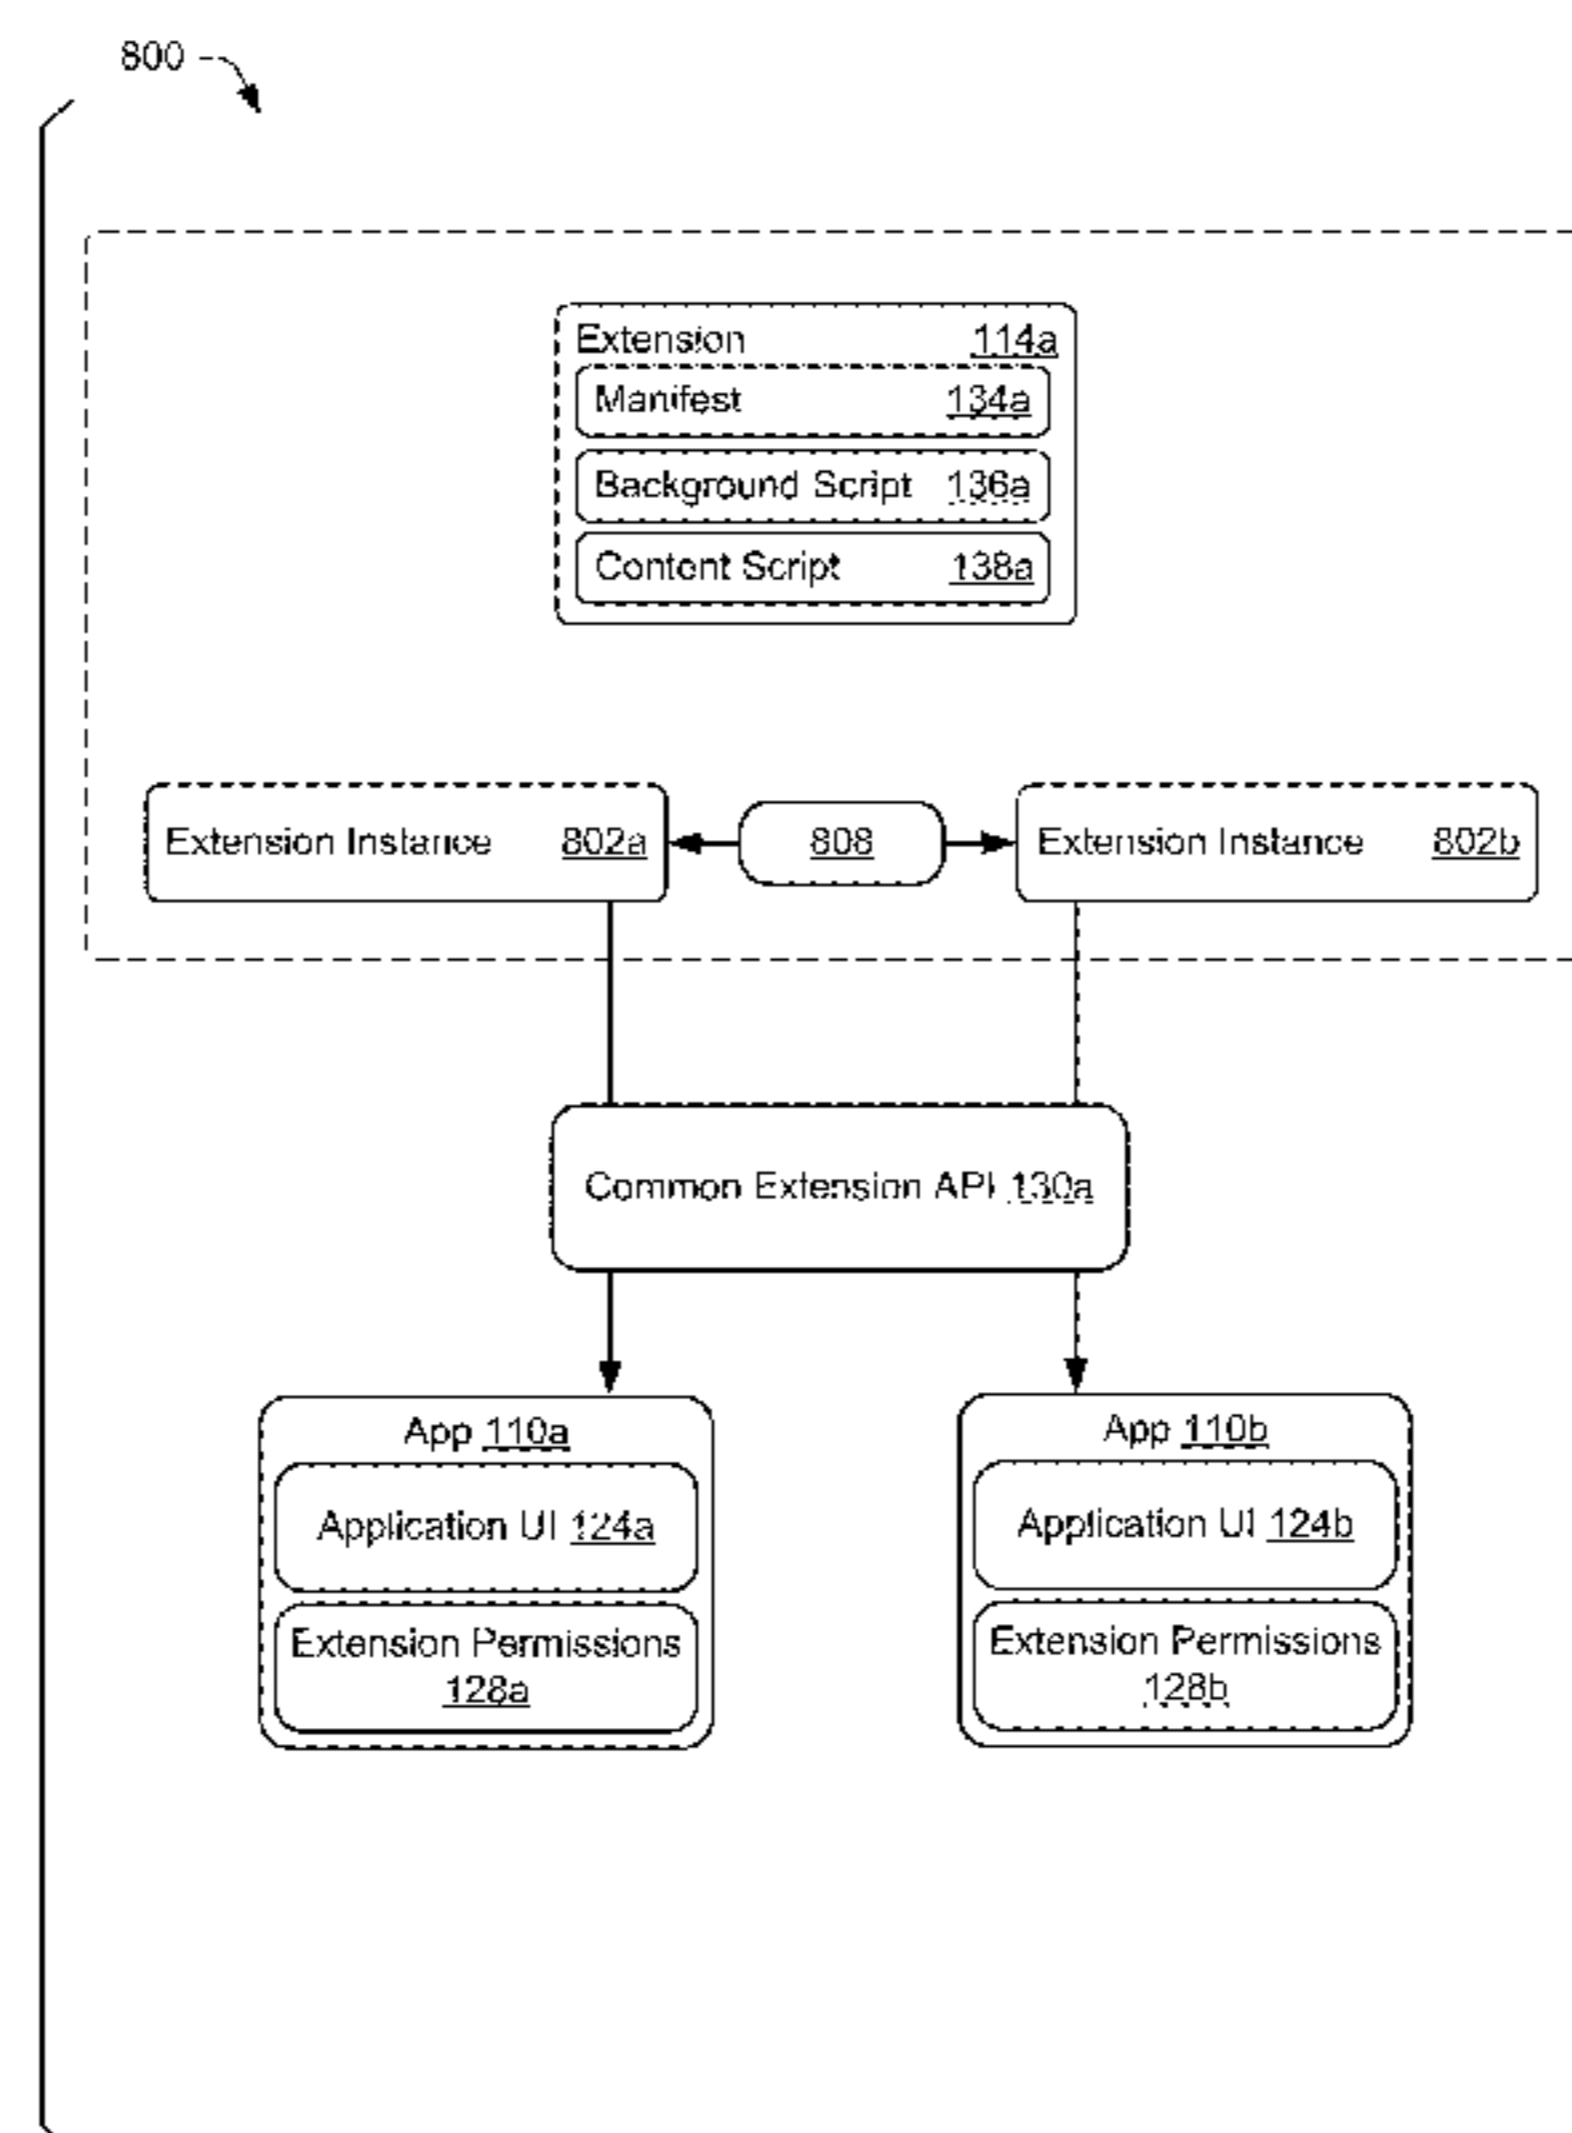 800
Extension 114a
Manifest 134a
Background Script 136a
Content Script 138a
Extension Instance 802a
808
Extension Instance 802b
Common Extension API 130a
App 110a
Application UI 124a
Extension Permissions
128a
App 110b
Application UI 124b
Extension Permissions
128b